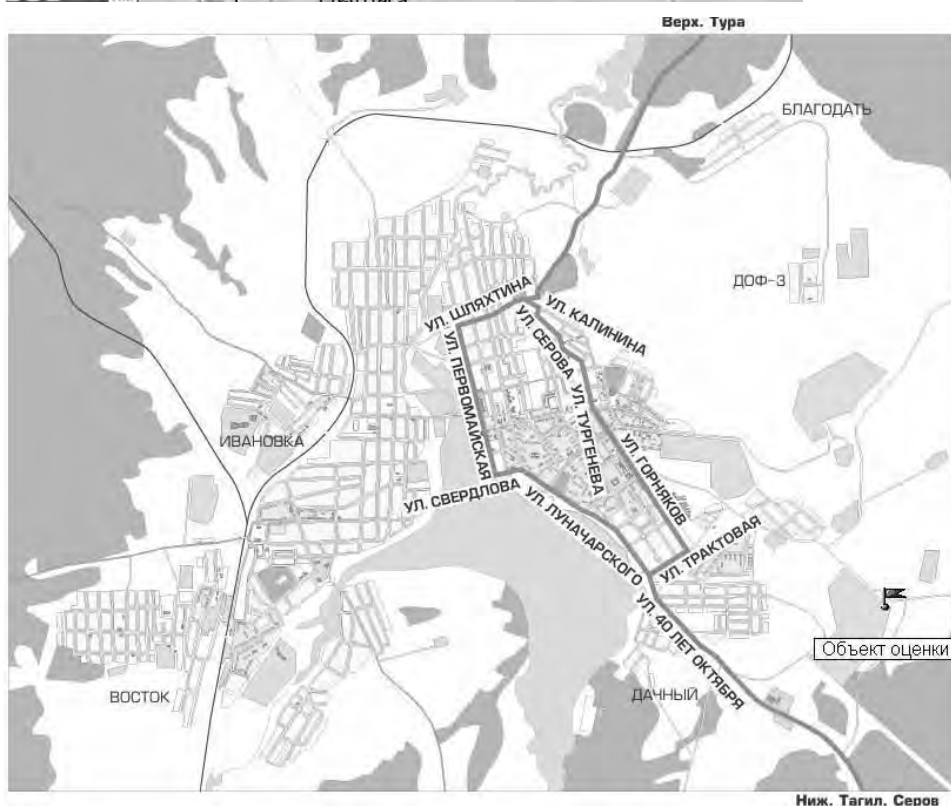 Верх. Тура
БЛАГОДАТЬ
ДОФ-3
УЛ. ШЛЯХТИНА
УЛ. КАЛИНИНА
УЛ. СЕРОВА
УЛ. ПЕРВОМАЙСКАЯ
УЛ. ТУРГЕНЕВА
ИВАНОВКА
УЛ. ГОРНЯКОВ
УЛ. СВЕРДЛОВА
УЛ. ЛУНАЧАРСКОГО
УЛ. ТРАКТОВАЯ
УЛ. 40 ЛЕТ ОКТЯБРЯ
Объект оценки
ВОСТОК
ДАЧНЫЙ
Ниж. Тагил, Серов